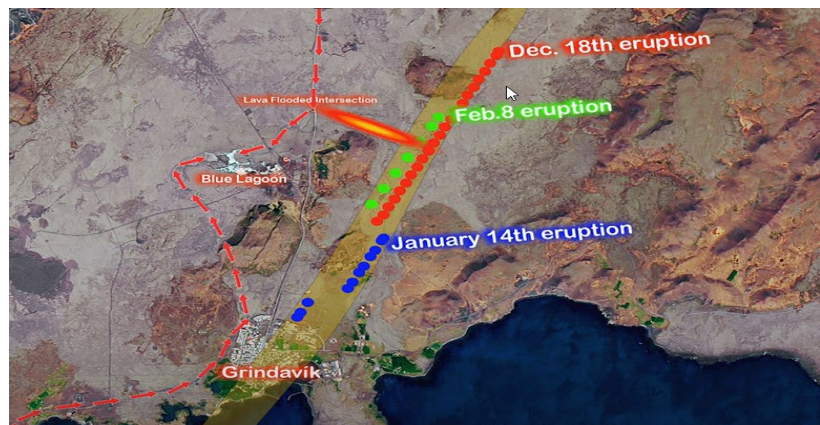 Dec. 18th eruption
Lava Flooded Intersection
Feb.8 eruption
Blue Lagoon
January 14th eruption
Grindavík